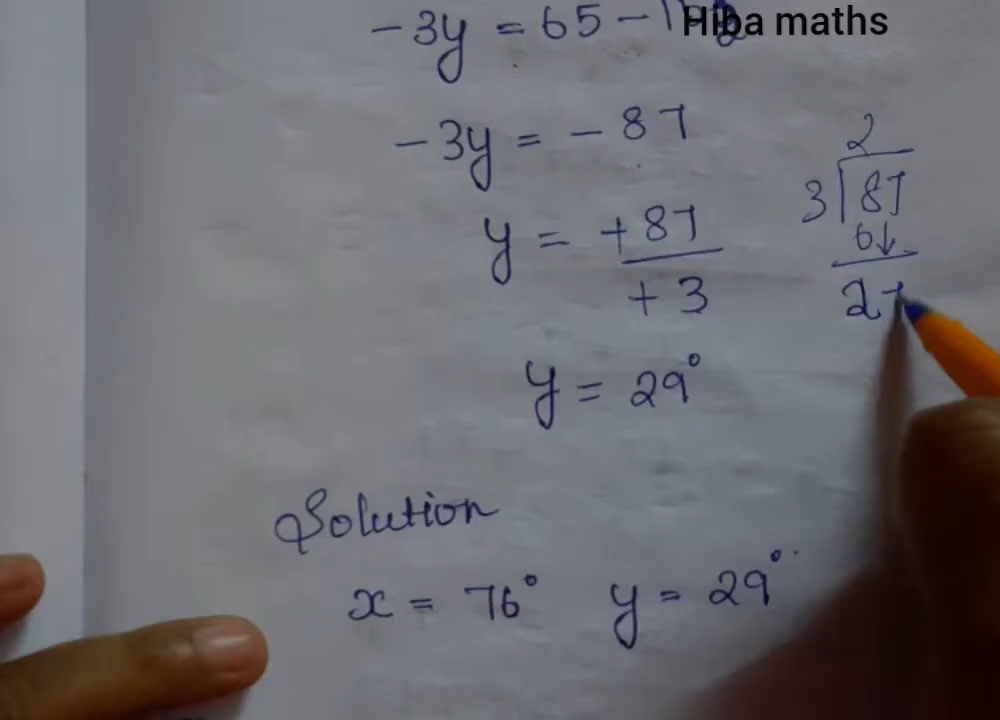 Hiba maths
-3y = 65 -
-3y = - 87
y = +87
+3
y = 29°
2
3 87
6↓
27
Solution
x = 76° y = 29°